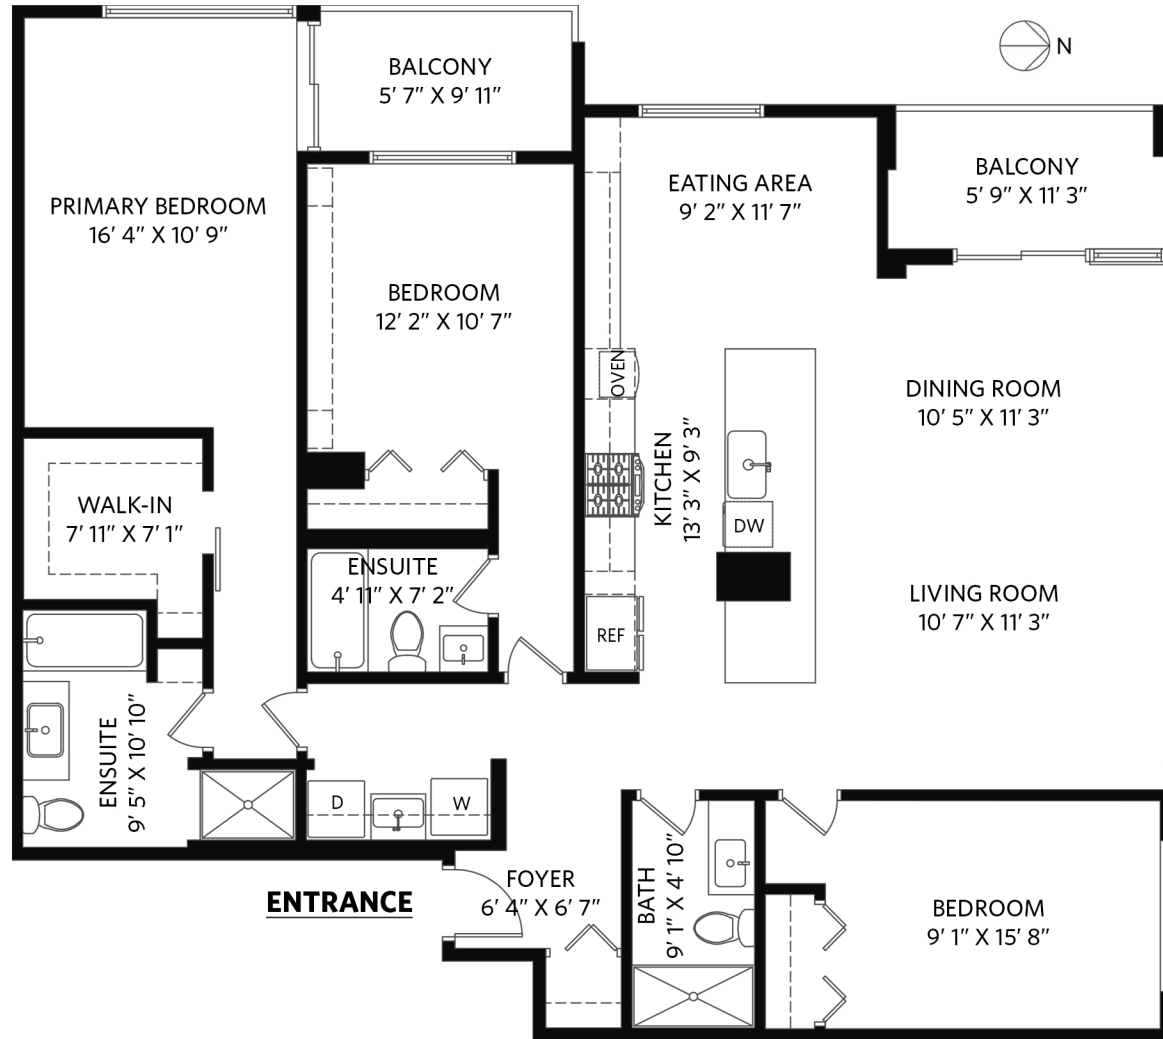 N
BALCONY
5’ 7” X 9’ 11”
PRIMARY BEDROOM
16’ 4” X 10’ 9”
EATING AREA
9’ 2” X 11’ 7”
BALCONY
5’ 9” X 11’ 3”
BEDROOM
12’ 2” X 10’ 7”
OVEN
DINING ROOM
10’ 5” X 11’ 3”
KITCHEN
13’ 3” X 9’ 3”
WALK-IN
7’ 11” X 7’ 1”
DW
ENSUITE
4’ 11” X 7’ 2”
LIVING ROOM
10’ 7” X 11’ 3”
REF
ENSUITE
9’ 5” X 10’ 10”
D
W
ENTRANCE
FOYER
6’ 4” X 6’ 7”
BATH
9’ 1” X 4’ 10”
BEDROOM
9’ 1” X 15’ 8”